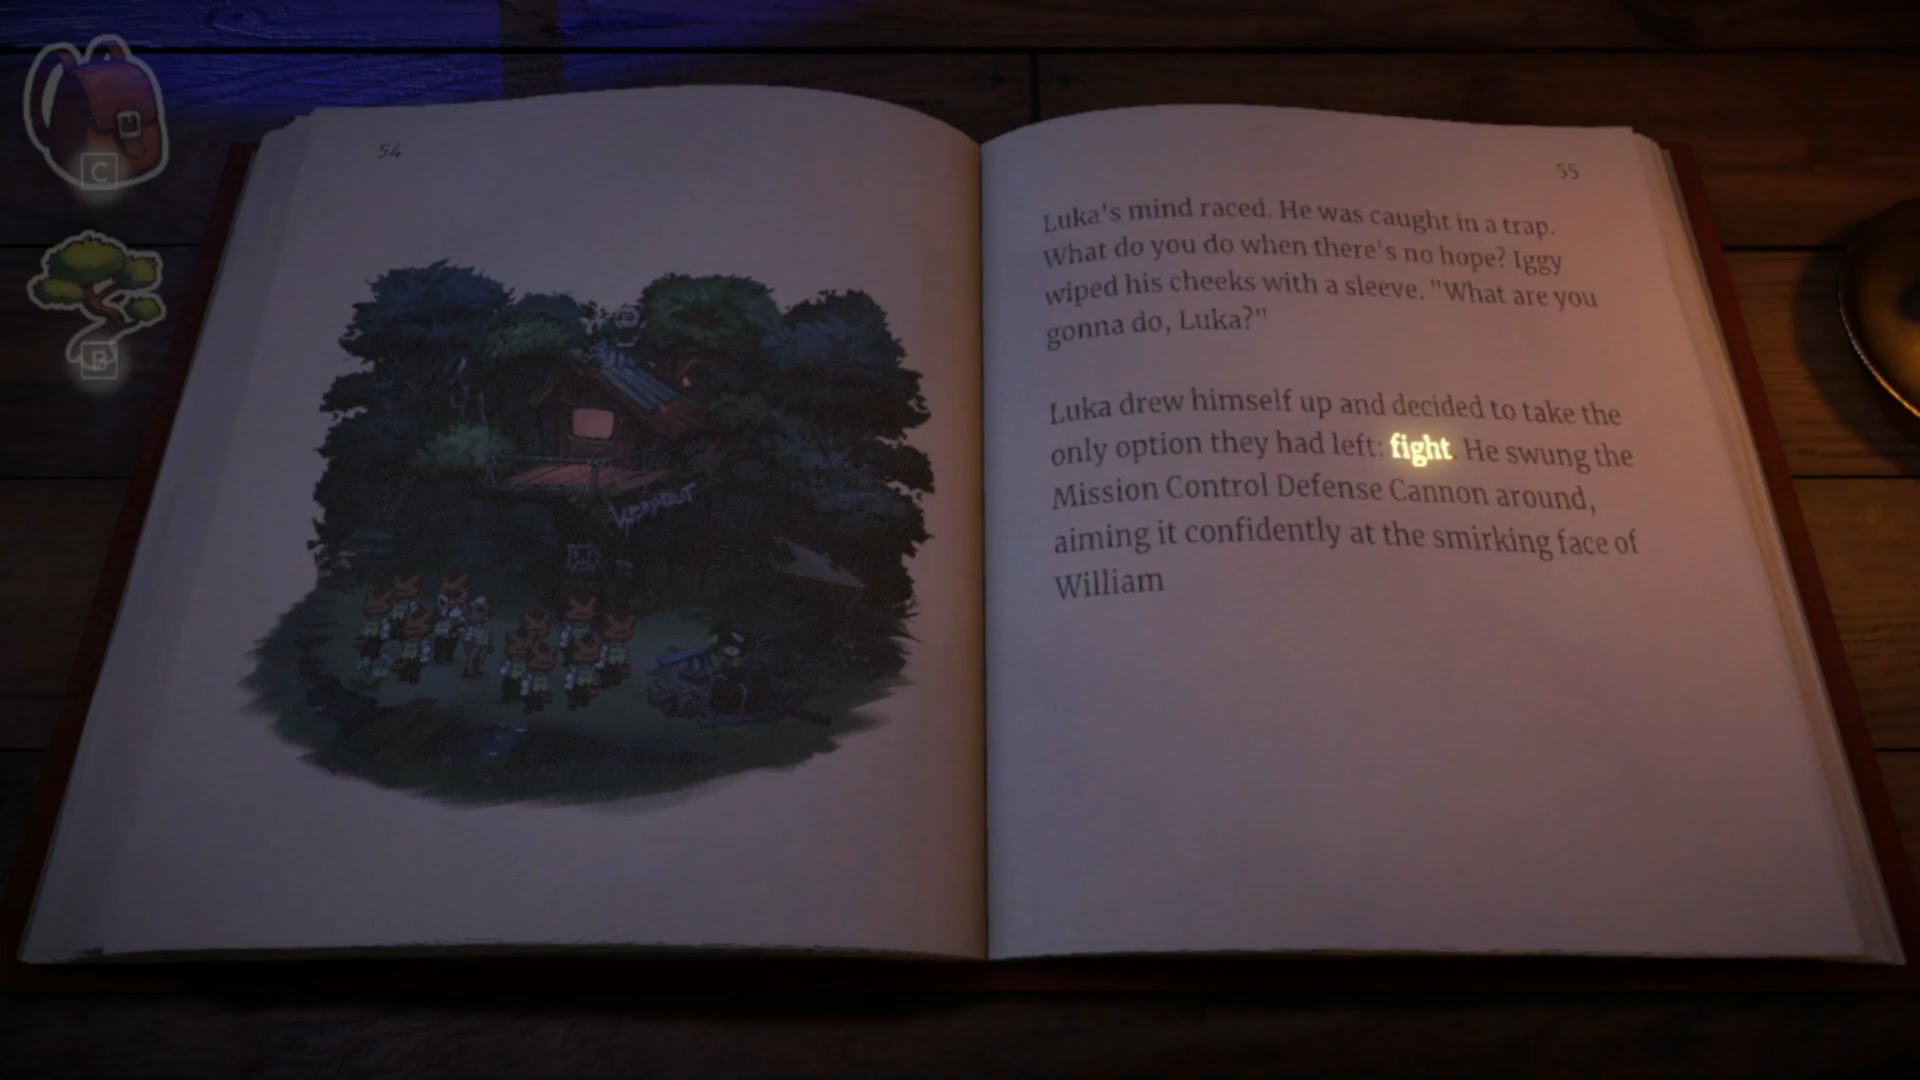 C
B
54
KEEP OUT
55
Luka's mind raced. He was caught in a trap.
What do you do when there's no hope? Iggy
wiped his cheeks with a sleeve. "What are you
gonna do, Luka?"
Luka drew himself up and decided to take the
only option they had left: fight. He swung the
Mission Control Defense Cannon around,
aiming it confidently at the smirking face of
William